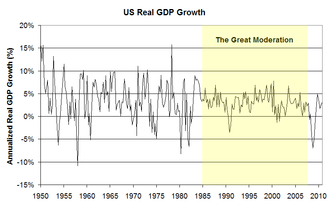 US Real GDP Growth
The Great Moderation
Annualized Real GDP Growth (%)
20%
15%
10%
5%
0%
-5%
-10%
-15%
1950 1955 1960 1965 1970 1975 1980 1985 1990 1995 2000 2005 2010